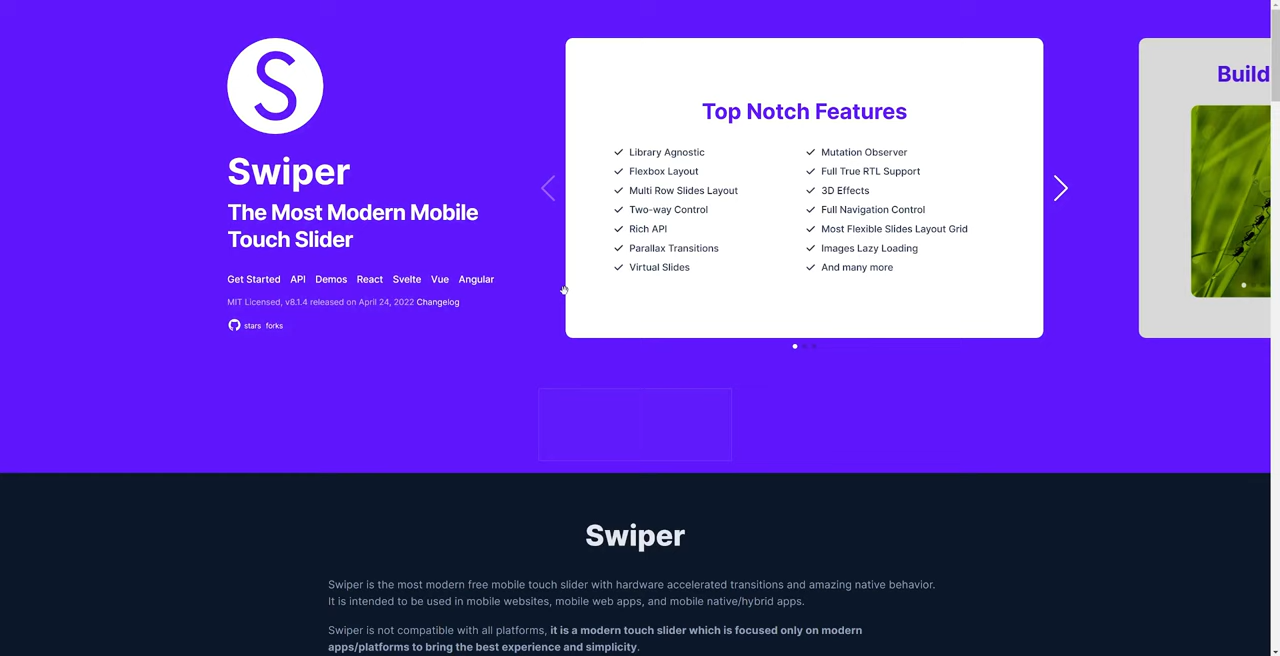 S
Swiper
The Most Modern Mobile
Touch Slider
Get Started API Demos React Svelte Vue Angular
MIT Licensed, v8.1.4 released on April 24, 2022 Changelog
stars forks
Top Notch Features
Library Agnostic
Flexbox Layout
Multi Row Slides Layout
Two-way Control
Rich API
Parallax Transitions
Virtual Slides
Mutation Observer
Full True RTL Support
3D Effects
Full Navigation Control
Most Flexible Slides Layout Grid
Images Lazy Loading
And many more
Build
Swiper
Swiper is the most modern free mobile touch slider with hardware accelerated transitions and amazing native behavior.
It is intended to be used in mobile websites, mobile web apps, and mobile native/hybrid apps.
Swiper is not compatible with all platforms, it is a modern touch slider which is focused only on modern
apps/platforms to bring the best experience and simplicity.